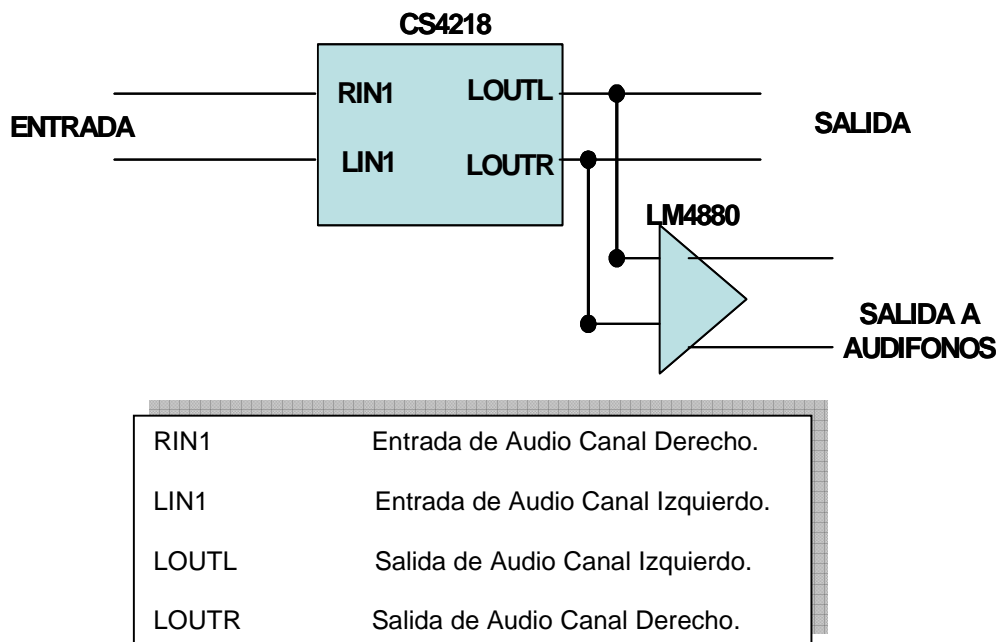 CS4218
RIN1 LOUTL
ENTRADA
SALIDA
LIN1 LOUTR
LM4880
SALIDA A
AUDIFONOS
RIN1 Entrada de Audio Canal Derecho.
LIN1 Entrada de Audio Canal Izquierdo.
LOUTL Salida de Audio Canal Izquierdo.
LOUTR Salida de Audio Canal Derecho.